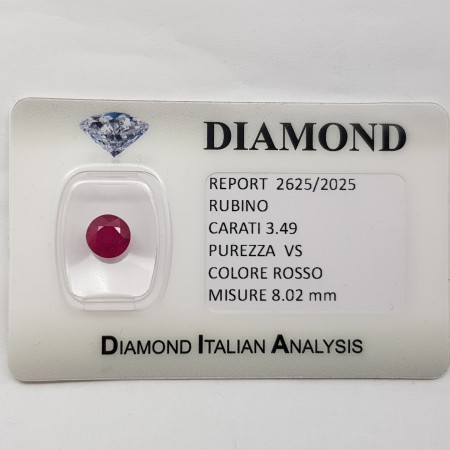 DIAMOND
REPORT 2625/2025
RUBINO
CARATI 3.49
PUREZZA VS
COLORE ROSSO
MISURE 8.02 mm
DIAMOND ITALIAN ANALYSIS